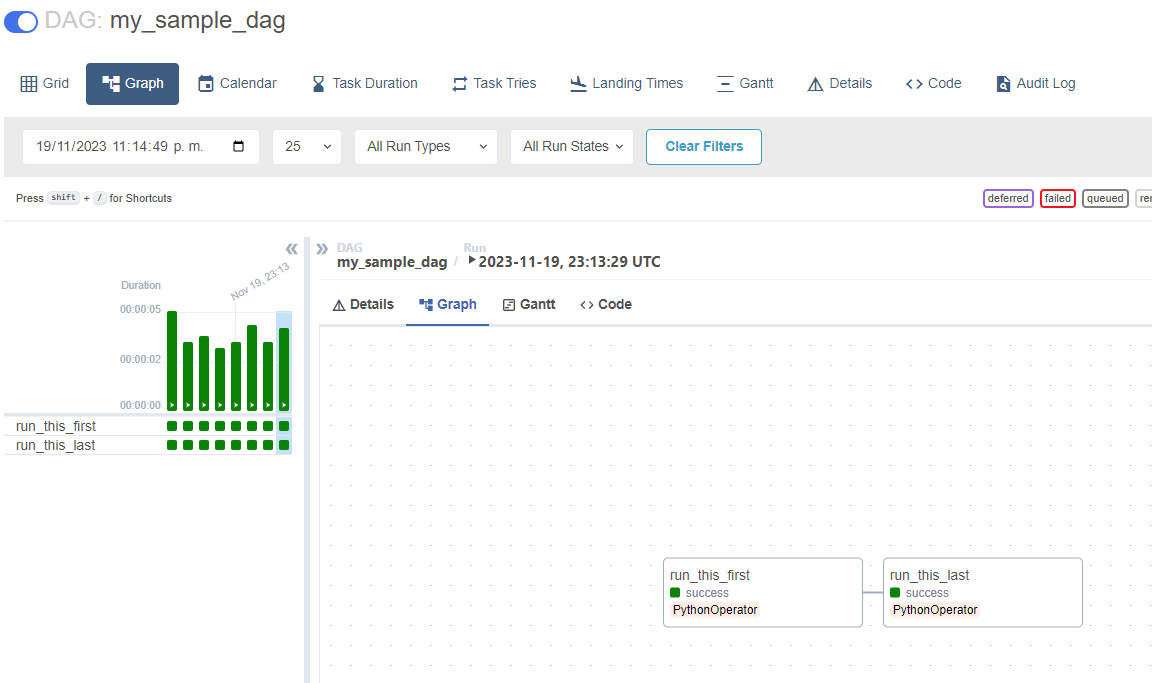 DAG: my_sample_dag
Grid Graph Calendar Task Duration Task Tries Landing Times Gantt Details Code Audit Log
19/11/2023 11:14:49 p. m. 25 All Run Types All Run States Clear Filters
Press shift + / for Shortcuts
deferred failed queued
DAG Run
my_sample_dag / 2023-11-19, 23:13:29 UTC
Nov 19, 23:13
Duration
00:00:05
00:00:02
00:00:00
Details Graph Gantt Code
run_this_first
run_this_last
run_this_first
success
PythonOperator
run_this_last
success
PythonOperator